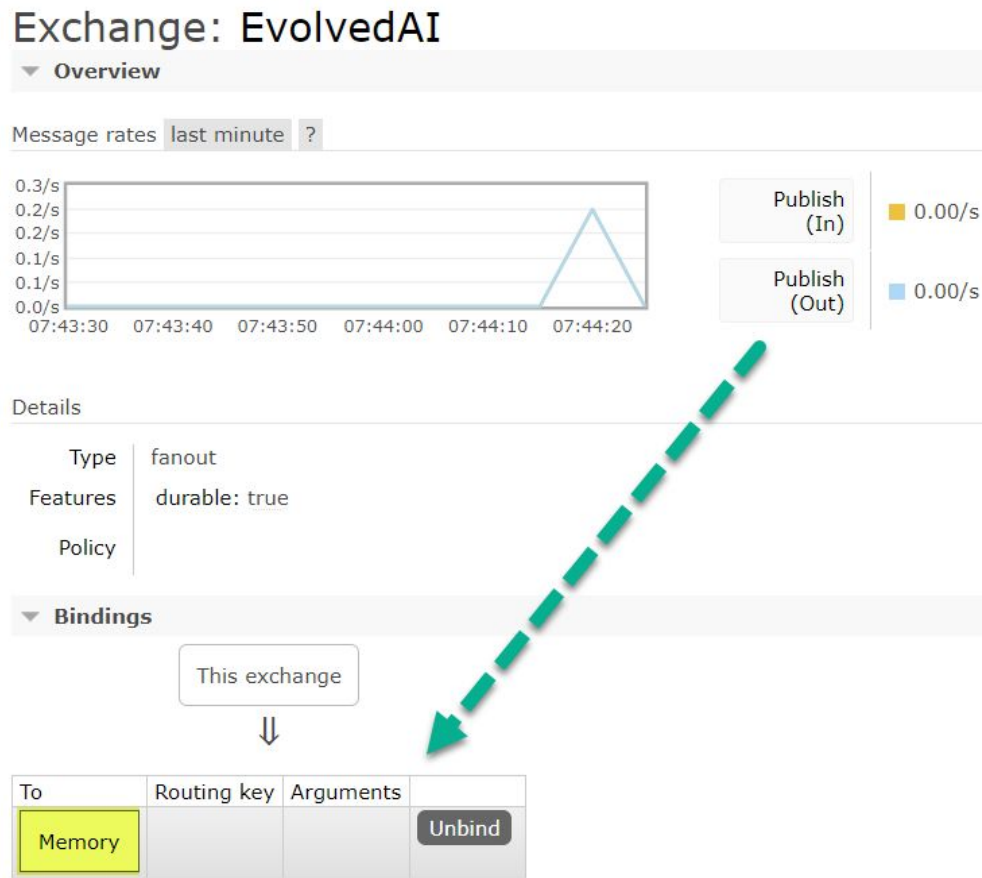 Exchange: EvolvedAI
Overview
Message rates last minute ?
0.3/s
0.2/s
0.2/s
0.1/s
0.1/s
0.0/s
07:43:30 07:43:40 07:43:50 07:44:00 07:44:10 07:44:20
Publish
(In)
0.00/s
Publish
(Out)
0.00/s
Details
Type fanout
Features durable: true
Policy
Bindings
This exchange
⇓
To Routing key Arguments
Memory Unbind